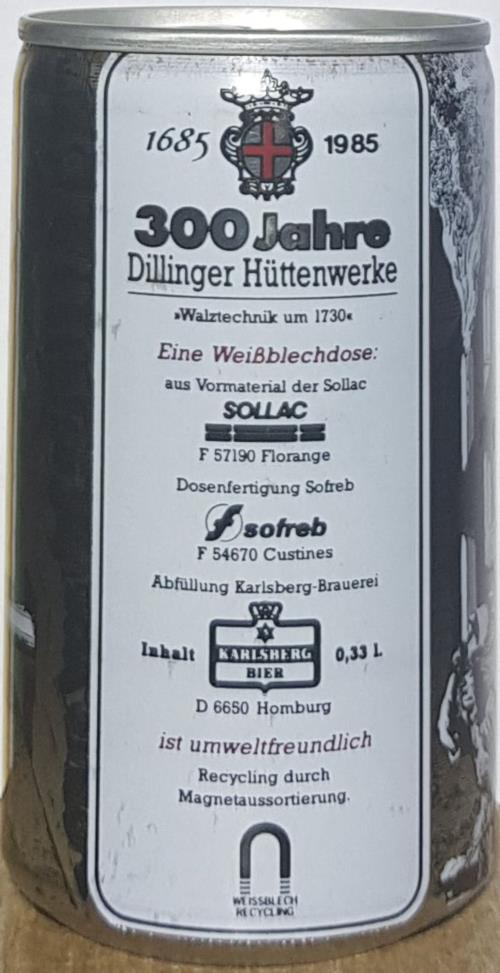 1685 1985
300 Jahre
Dillinger Hüttenwerke
»Walztechnik um 1730«
Eine Weißblechdose:
aus Vormaterial der Sollac
SOLLAC
F 57190 Florange
Dosenfertigung Sofreb
f sofreb
F 54670 Custines
Abfüllung Karlsberg-Brauerei
Inhalt KARLSBERG 0,33 l.
BIER
D 6650 Homburg
ist umweltfreundlich
Recycling durch
Magnetaussortierung.
WEISSBLECH
RECYCLING